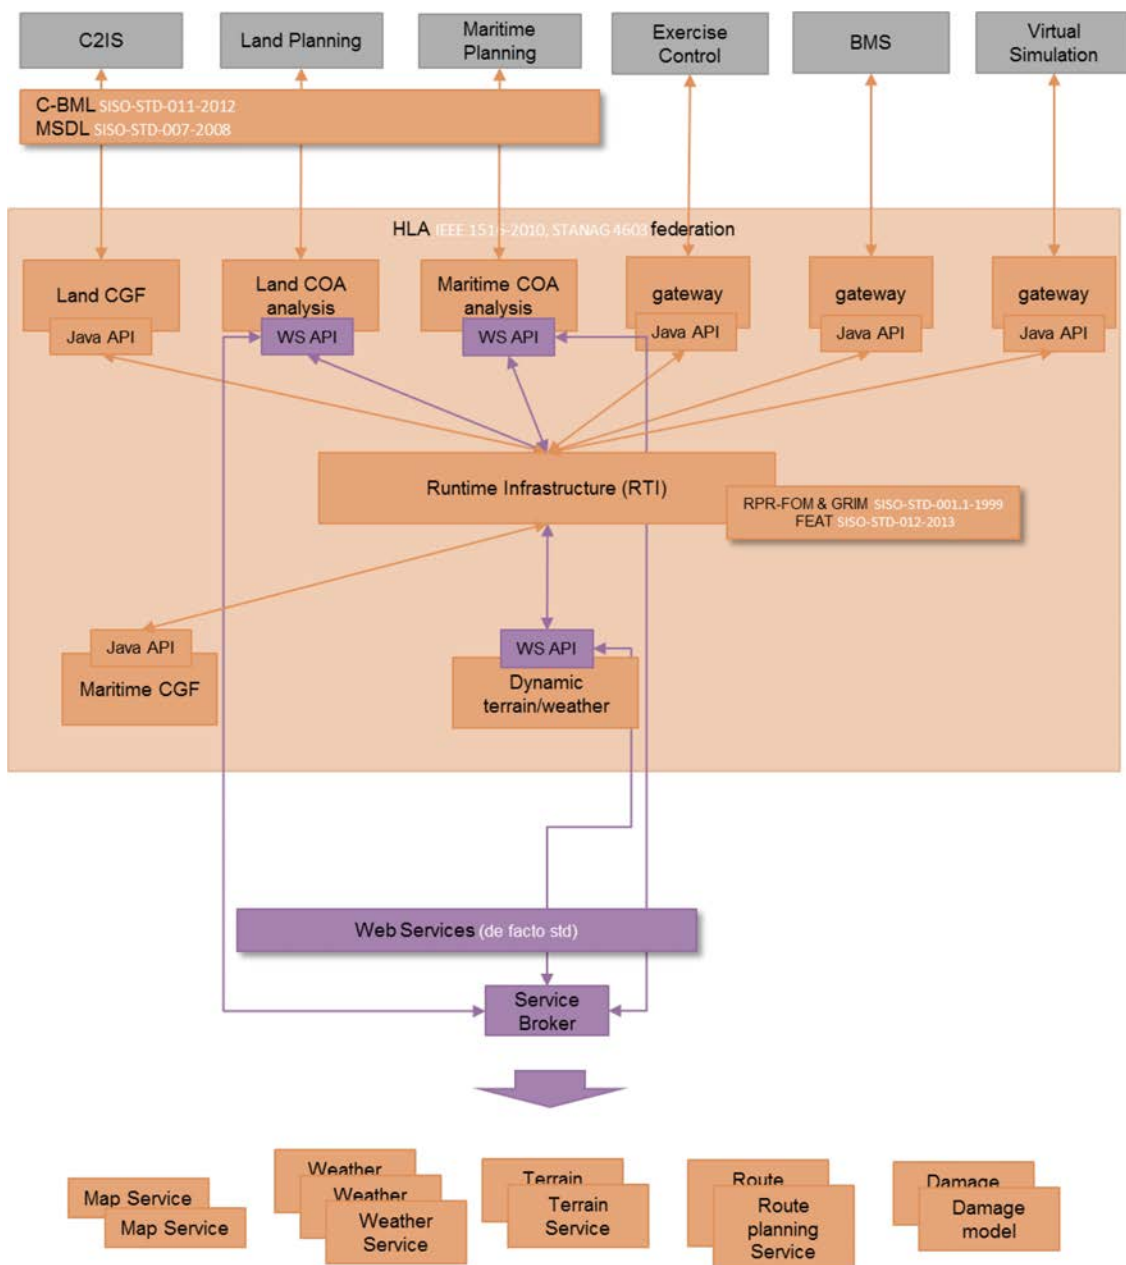 C2IS
Land Planning
Maritime
Planning
Exercise
Control
BMS
Virtual
Simulation
C-BML SISO-STD-011-2012
MSDL SISO-STD-007-2008
HLA IEEE 1516-2010, STANAG 4603 federation
Land CGF
Java API
Land COA
analysis
WS API
Maritime COA
analysis
WS API
gateway
Java API
gateway
Java API
gateway
Java API
Runtime Infrastructure (RTI)
RPR-FOM & GRIM SISO-STD-001.1-1999
FEAT SISO-STD-012-2013
Java API
Maritime CGF
WS API
Dynamic
terrain/weather
Web Services (de facto std)
Service
Broker
Map Service
Map Service
Weather
Weather
Weather
Service
Terrain
Terrain
Service
Route
Route
planning
Service
Damage
Damage
model